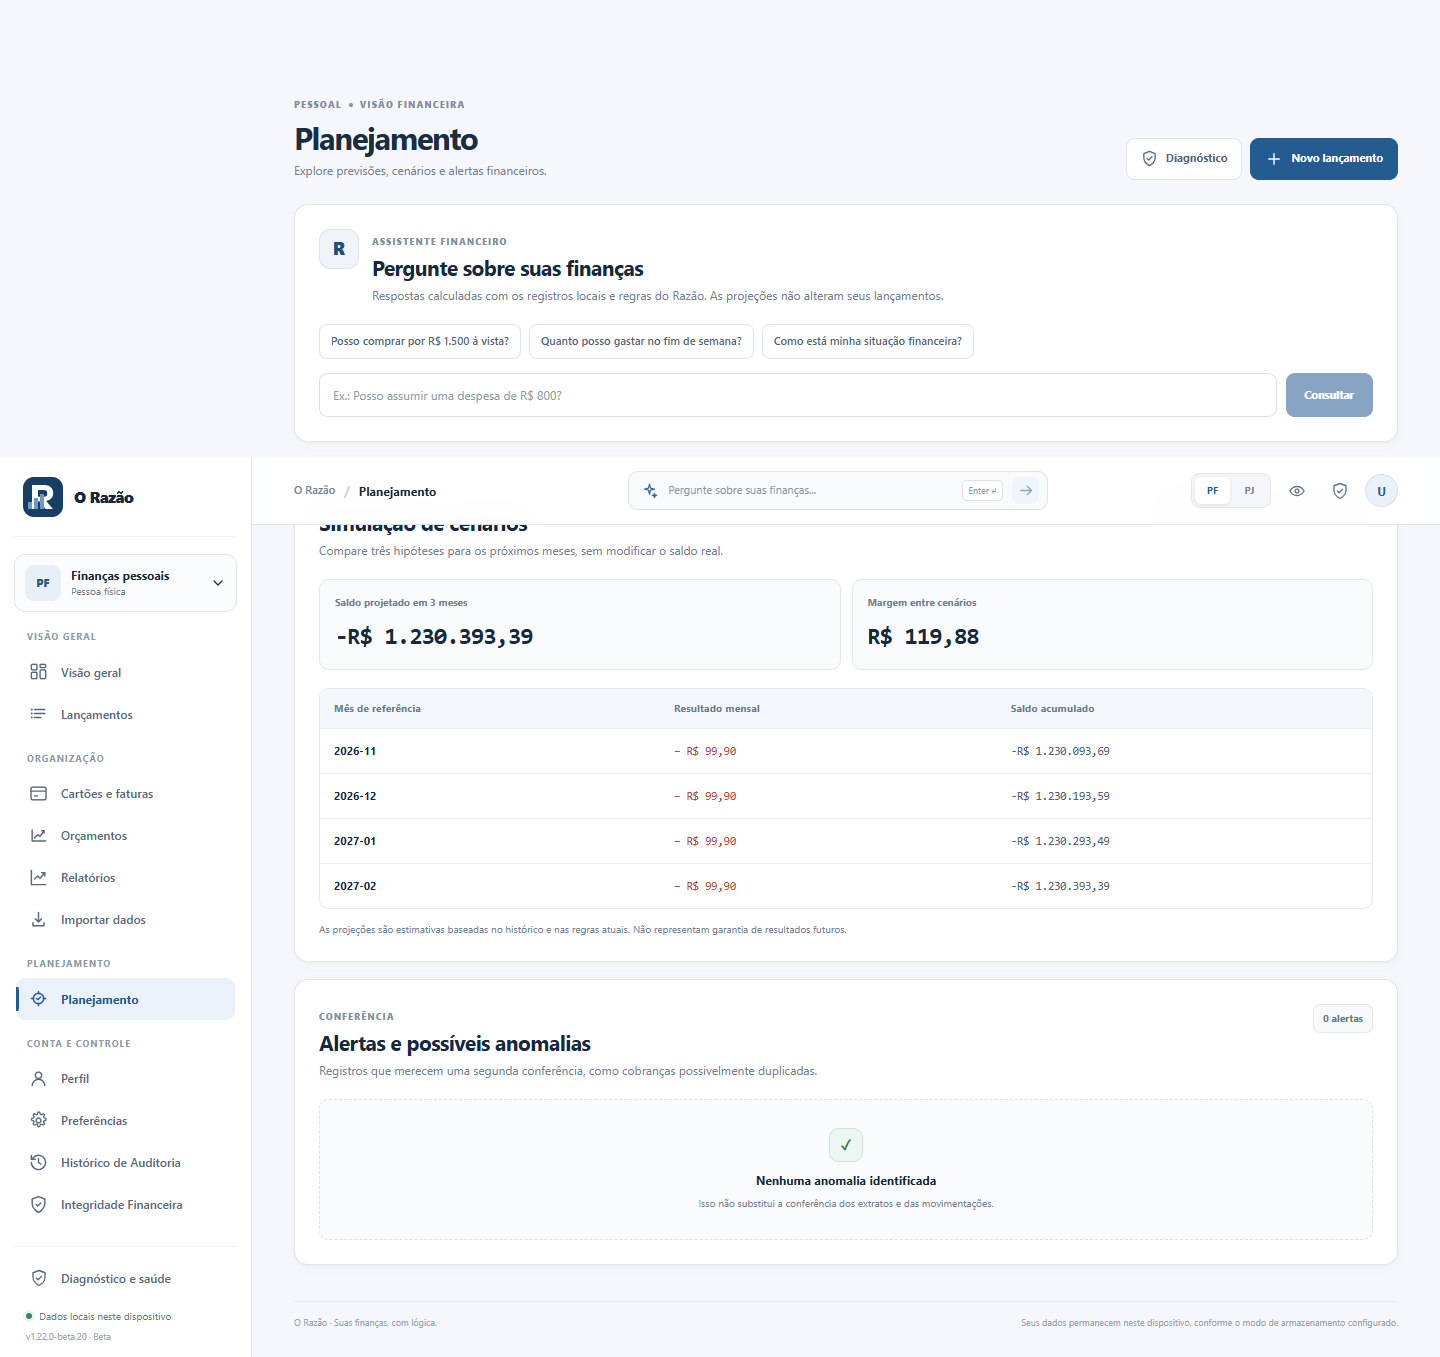 PESSOAL • VISÃO FINANCEIRA
Planejamento
Explore previsões, cenários e alertas financeiros.
Diagnóstico
Novo lançamento
R
ASSISTENTE FINANCEIRO
Pergunte sobre suas finanças
Respostas calculadas com os registros locais e regras do Razão. As projeções não alteram seus lançamentos.
Posso comprar por R$ 1.500 à vista?
Quanto posso gastar no fim de semana?
Como está minha situação financeira?
Ex.: Posso assumir uma despesa de R$ 800?
Consultar
R
O Razão
PF
Finanças pessoais
Pessoa física
VISÃO GERAL
Visão geral
Lançamentos
ORGANIZAÇÃO
Cartões e faturas
Orçamentos
Relatórios
Importar dados
PLANEJAMENTO
Planejamento
CONTA E CONTROLE
Perfil
Preferências
Histórico de Auditoria
Integridade Financeira
Diagnóstico e saúde
Dados locais neste dispositivo
v1.22.0-beta.20 · Beta
O Razão / Planejamento
Pergunte sobre suas finanças...
Enter ↵
PF PJ
U
Simulação de cenários
Compare três hipóteses para os próximos meses, sem modificar o saldo real.
Saldo projetado em 3 meses
-R$ 1.230.393,39
Margem entre cenários
R$ 119,88
Mês de referência Resultado mensal Saldo acumulado
2026-11 − R$ 99,90 -R$ 1.230.093,69
2026-12 − R$ 99,90 -R$ 1.230.193,59
2027-01 − R$ 99,90 -R$ 1.230.293,49
2027-02 − R$ 99,90 -R$ 1.230.393,39
As projeções são estimativas baseadas no histórico e nas regras atuais. Não representam garantia de resultados futuros.
CONFERÊNCIA
0 alertas
Alertas e possíveis anomalias
Registros que merecem uma segunda conferência, como cobranças possivelmente duplicadas.
✓
Nenhuma anomalia identificada
Isso não substitui a conferência dos extratos e das movimentações.
O Razão · Suas finanças, com lógica.
Seus dados permanecem neste dispositivo, conforme o modo de armazenamento configurado.